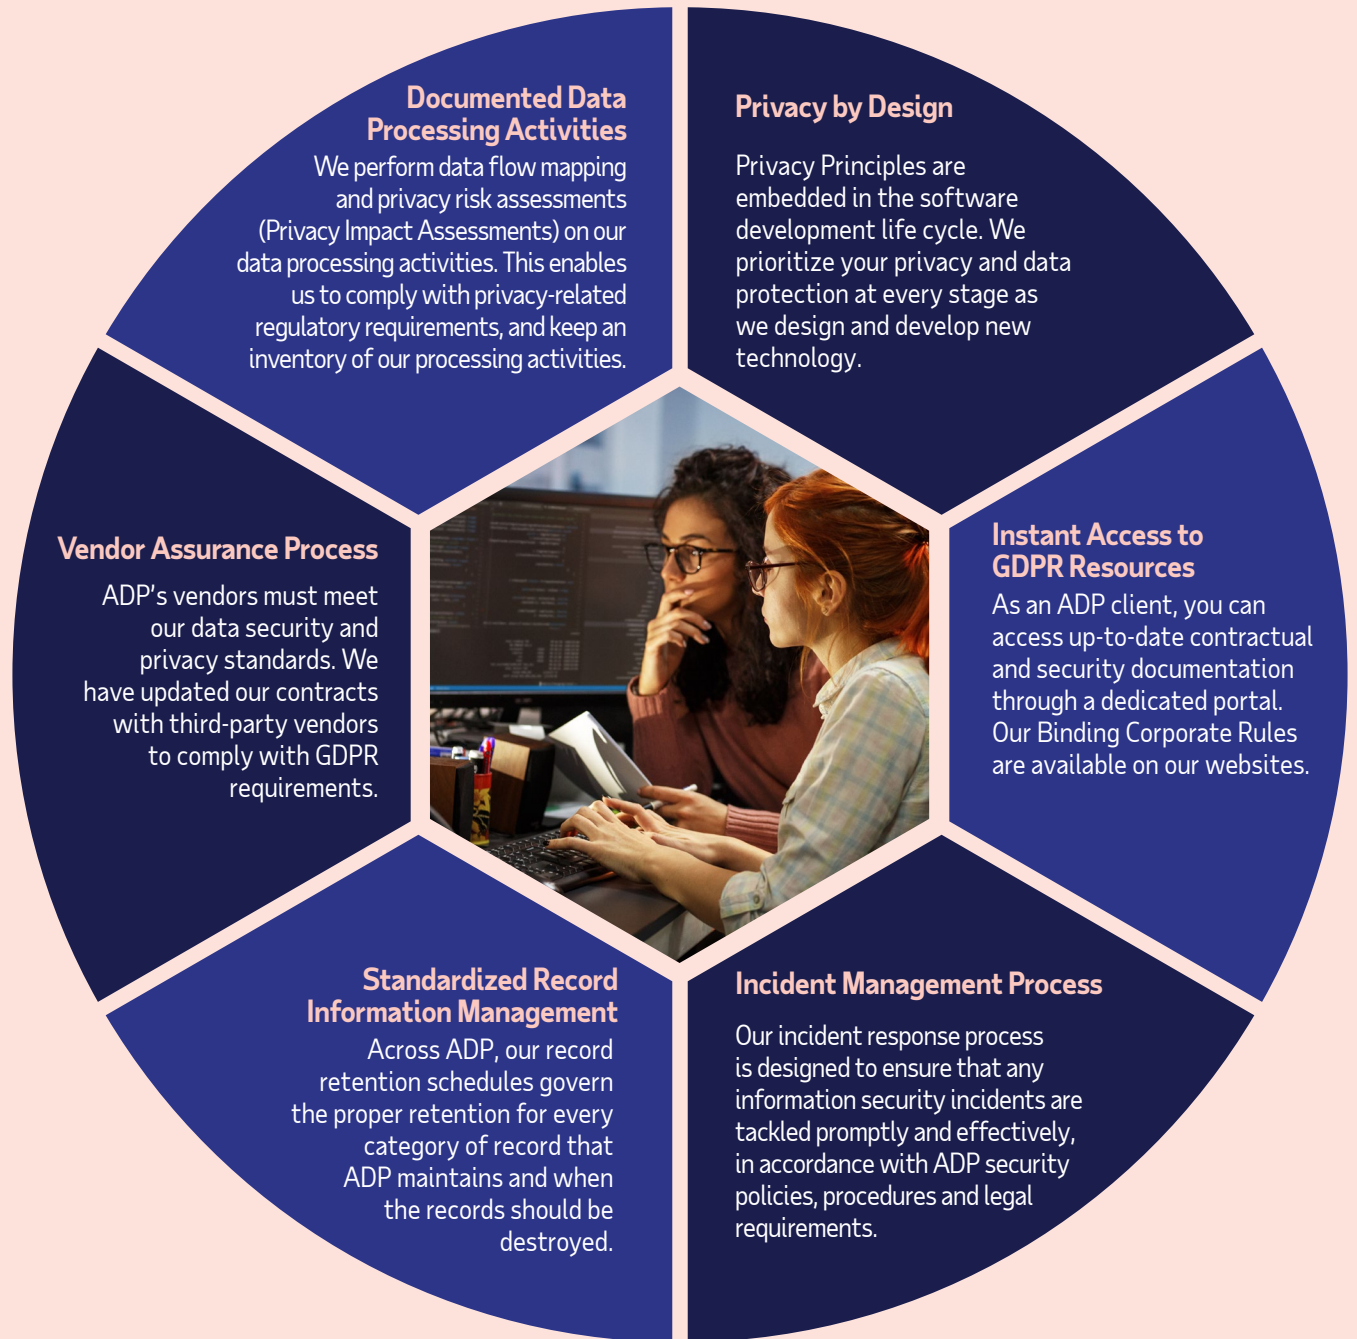 Documented Data
Processing Activities
We perform data flow mapping
and privacy risk assessments
(Privacy Impact Assessments) on our
data processing activities. This enables
us to comply with privacy-related
regulatory requirements, and keep an
inventory of our processing activities.
Privacy by Design
Privacy Principles are
embedded in the software
development life cycle. We
prioritize your privacy and data
protection at every stage as
we design and develop new
technology.
Vendor Assurance Process
ADP's vendors must meet
our data security and
privacy standards. We
have updated our contracts
with third-party vendors
to comply with GDPR
requirements.
Instant Access to
GDPR Resources
As an ADP client, you can
access up-to-date contractual
and security documentation
through a dedicated portal.
Our Binding Corporate Rules
are available on our websites.
Standardized Record
Information Management
Across ADP, our record
retention schedules govern
the proper retention for every
category of record that
ADP maintains and when
the records should be
destroyed.
Incident Management Process
Our incident response process
is designed to ensure that any
information security incidents are
tackled promptly and effectively,
in accordance with ADP security
policies, procedures and legal
requirements.